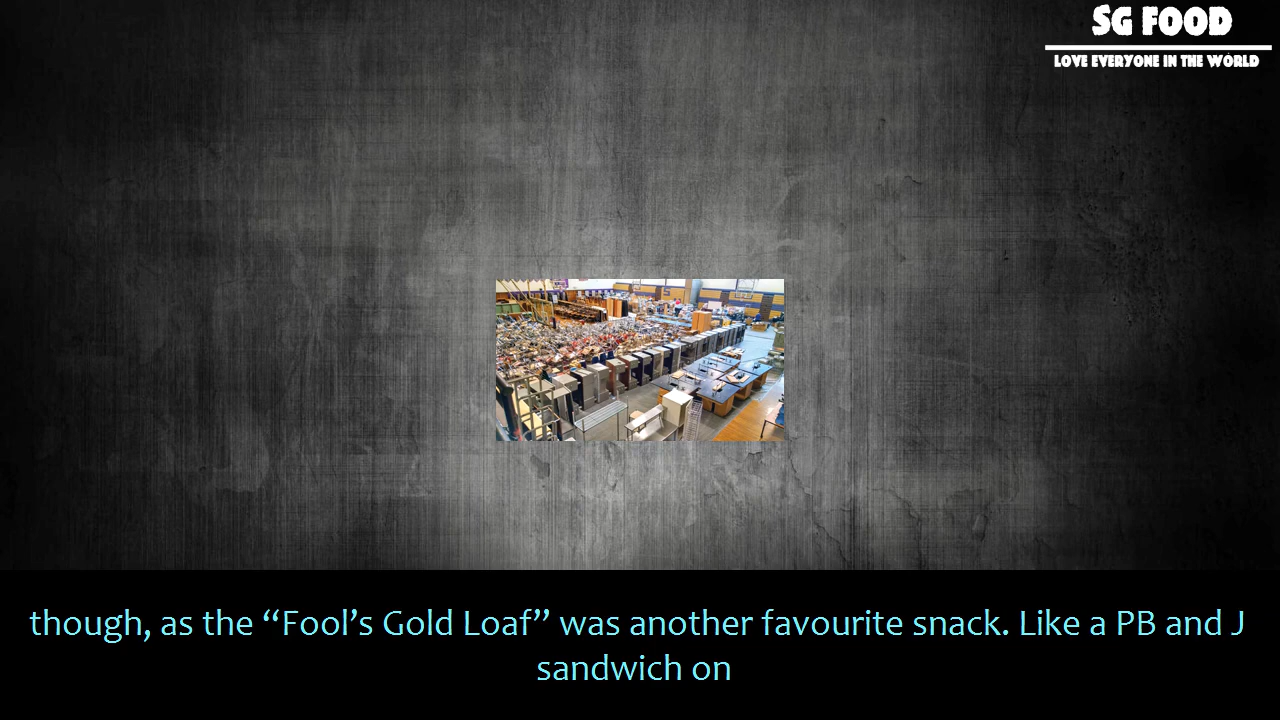 SG FOOD
LOVE EVERYONE IN THE WORLD
though, as the “Fool’s Gold Loaf” was another favourite snack. Like a PB and J
sandwich on